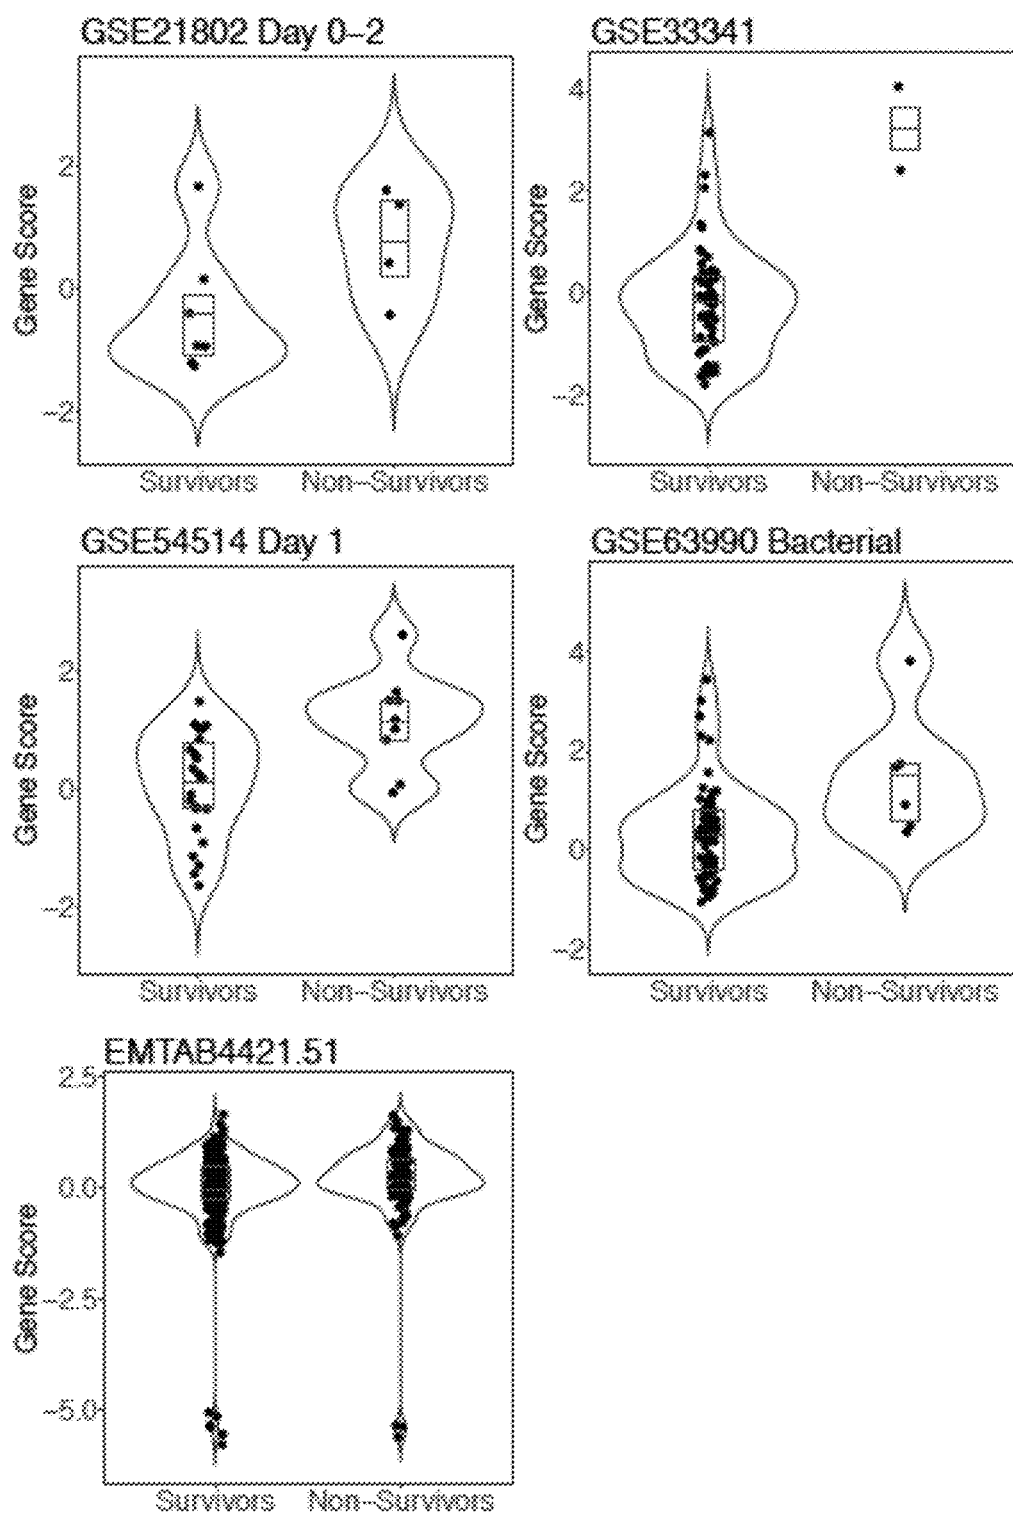 GSE21802 Day 0-2
GSE33341
Gene Score
2
0
-2
Survivors
Non-Survivors
Gene Score
4
2
0
-2
Survivors
Non-Survivors
GSE54514 Day 1
GSE63990 Bacterial
Gene Score
2
0
-2
Survivors
Non-Survivors
Gene Score
4
2
0
-2
Survivors
Non-Survivors
EMTAB4421.51
Gene Score
2.5
0.0
-2.5
-5.0
Survivors
Non-Survivors